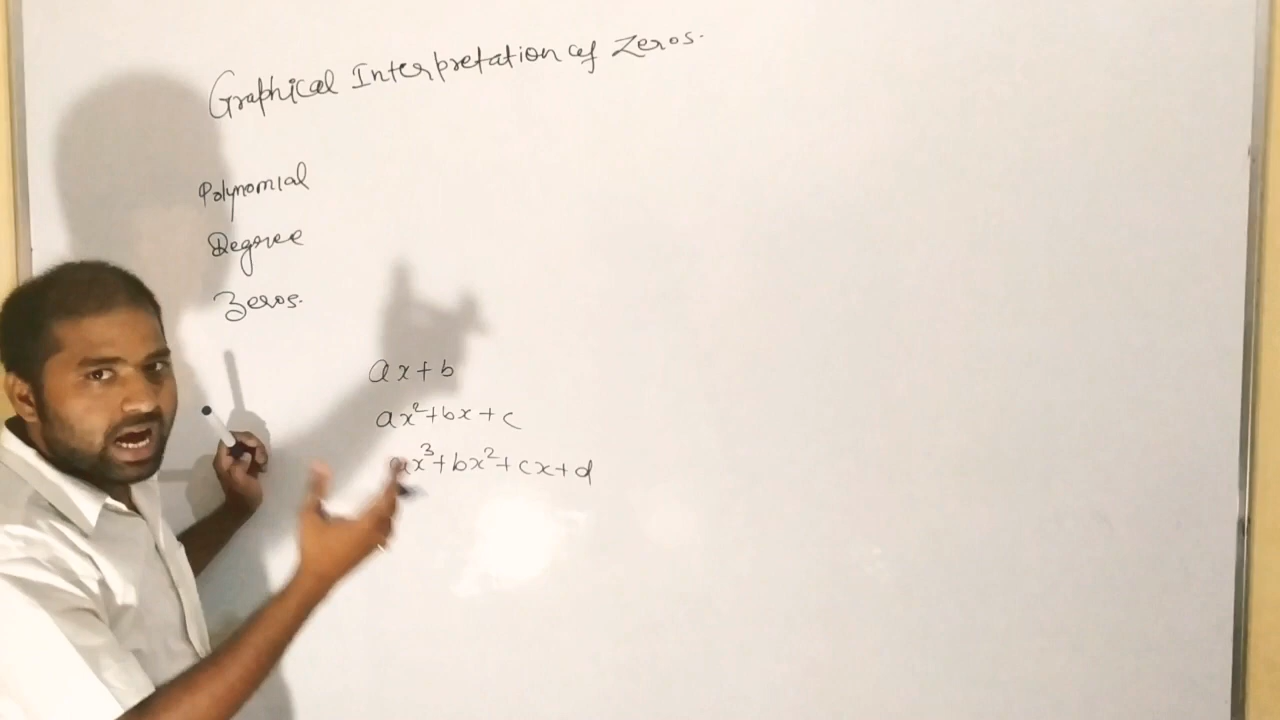 Graphical Interpretation of Zeros.
Polynomial
Degree
Zeros.
ax+b
ax²+bx+c
ax³+bx²+cx+d